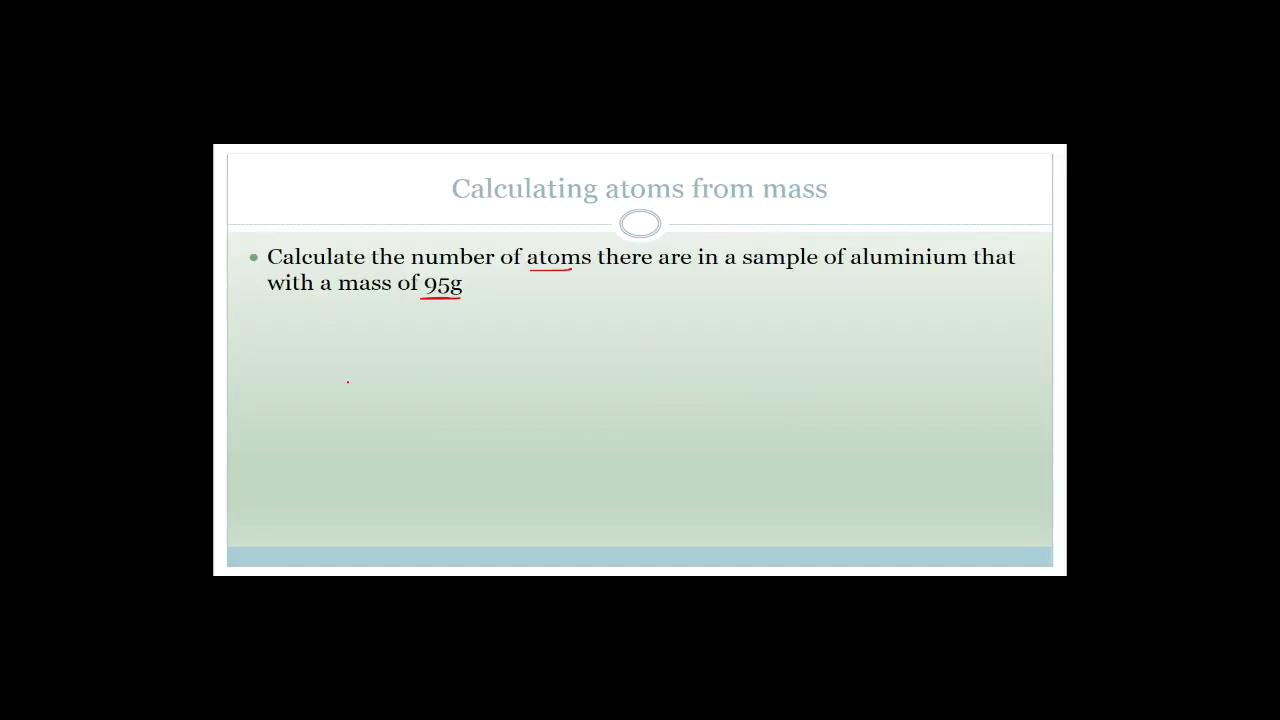 Calculating atoms from mass
Calculate the number of atoms there are in a sample of aluminium that
with a mass of 95g